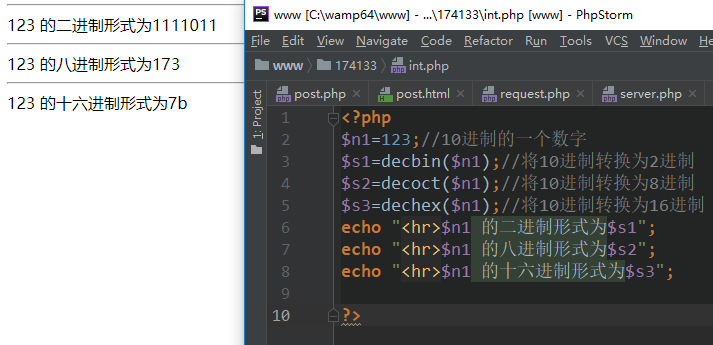 123 的二进制形式为1111011
123 的八进制形式为173
123 的十六进制形式为7b
PS www [C:\wamp64\www] - ...\174133\int.php [www] - PhpStorm
File Edit View Navigate Code Refactor Run Tools VCS Window He
www 174133 int.php
1: Project
post.php post.html request.php server.php
1 <?php
2 $n1=123;//10进制的一个数字
3 $s1=decbin($n1);//将10进制转换为2进制
4 $s2=decoct($n1);//将10进制转换为8进制
5 $s3=dechex($n1);//将10进制转换为16进制
6 echo "<hr>$n1 的二进制形式为$s1";
7 echo "<hr>$n1 的八进制形式为$s2";
8 echo "<hr>$n1 的十六进制形式为$s3";
9
10 ?>